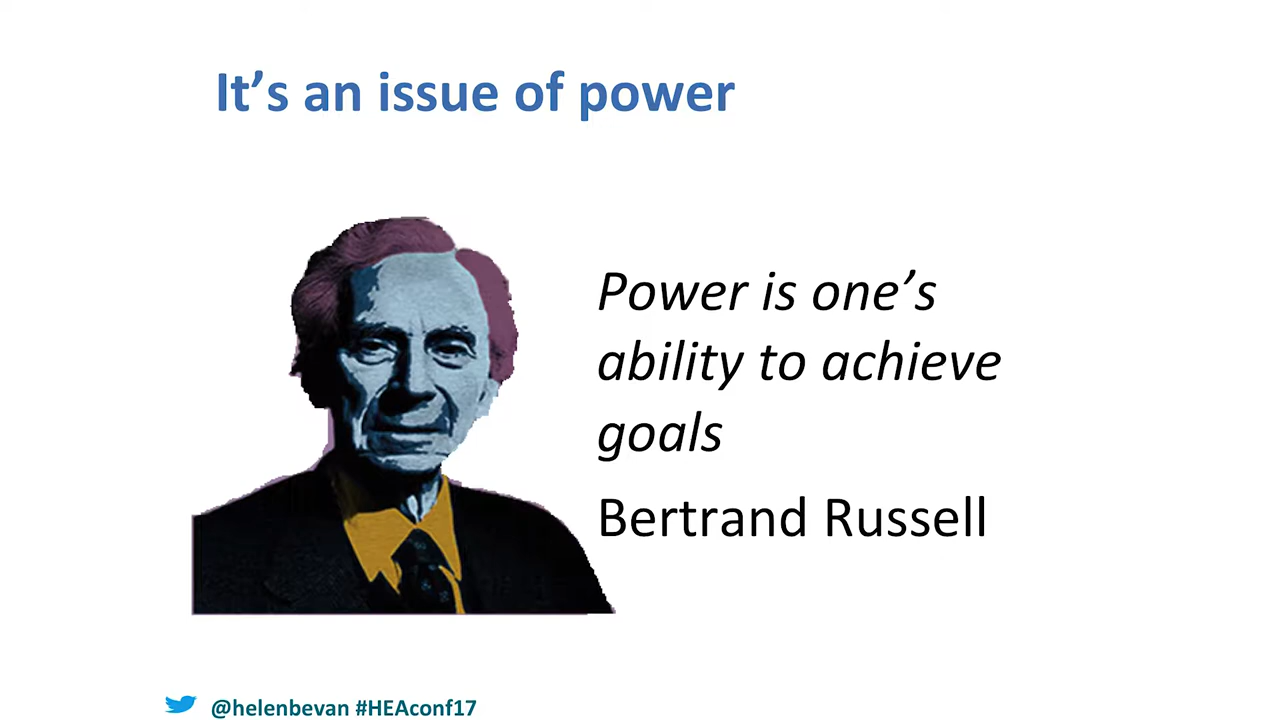 It’s an issue of power
Power is one’s
ability to achieve
goals
Bertrand Russell
@helenbevan #HEAconf17